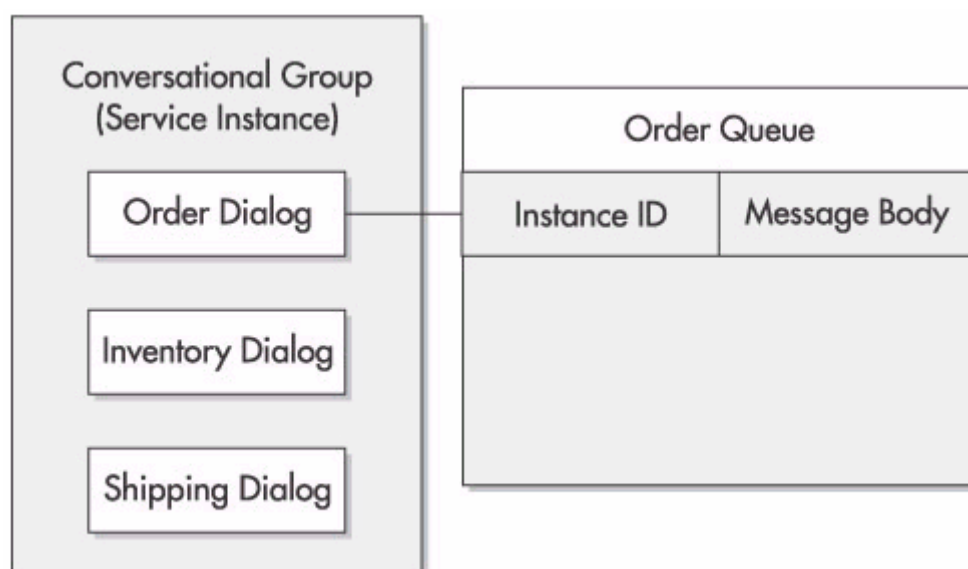 Conversational Group
(Service Instance)
Order Dialog
Inventory Dialog
Shipping Dialog
Order Queue
Instance ID
Message Body